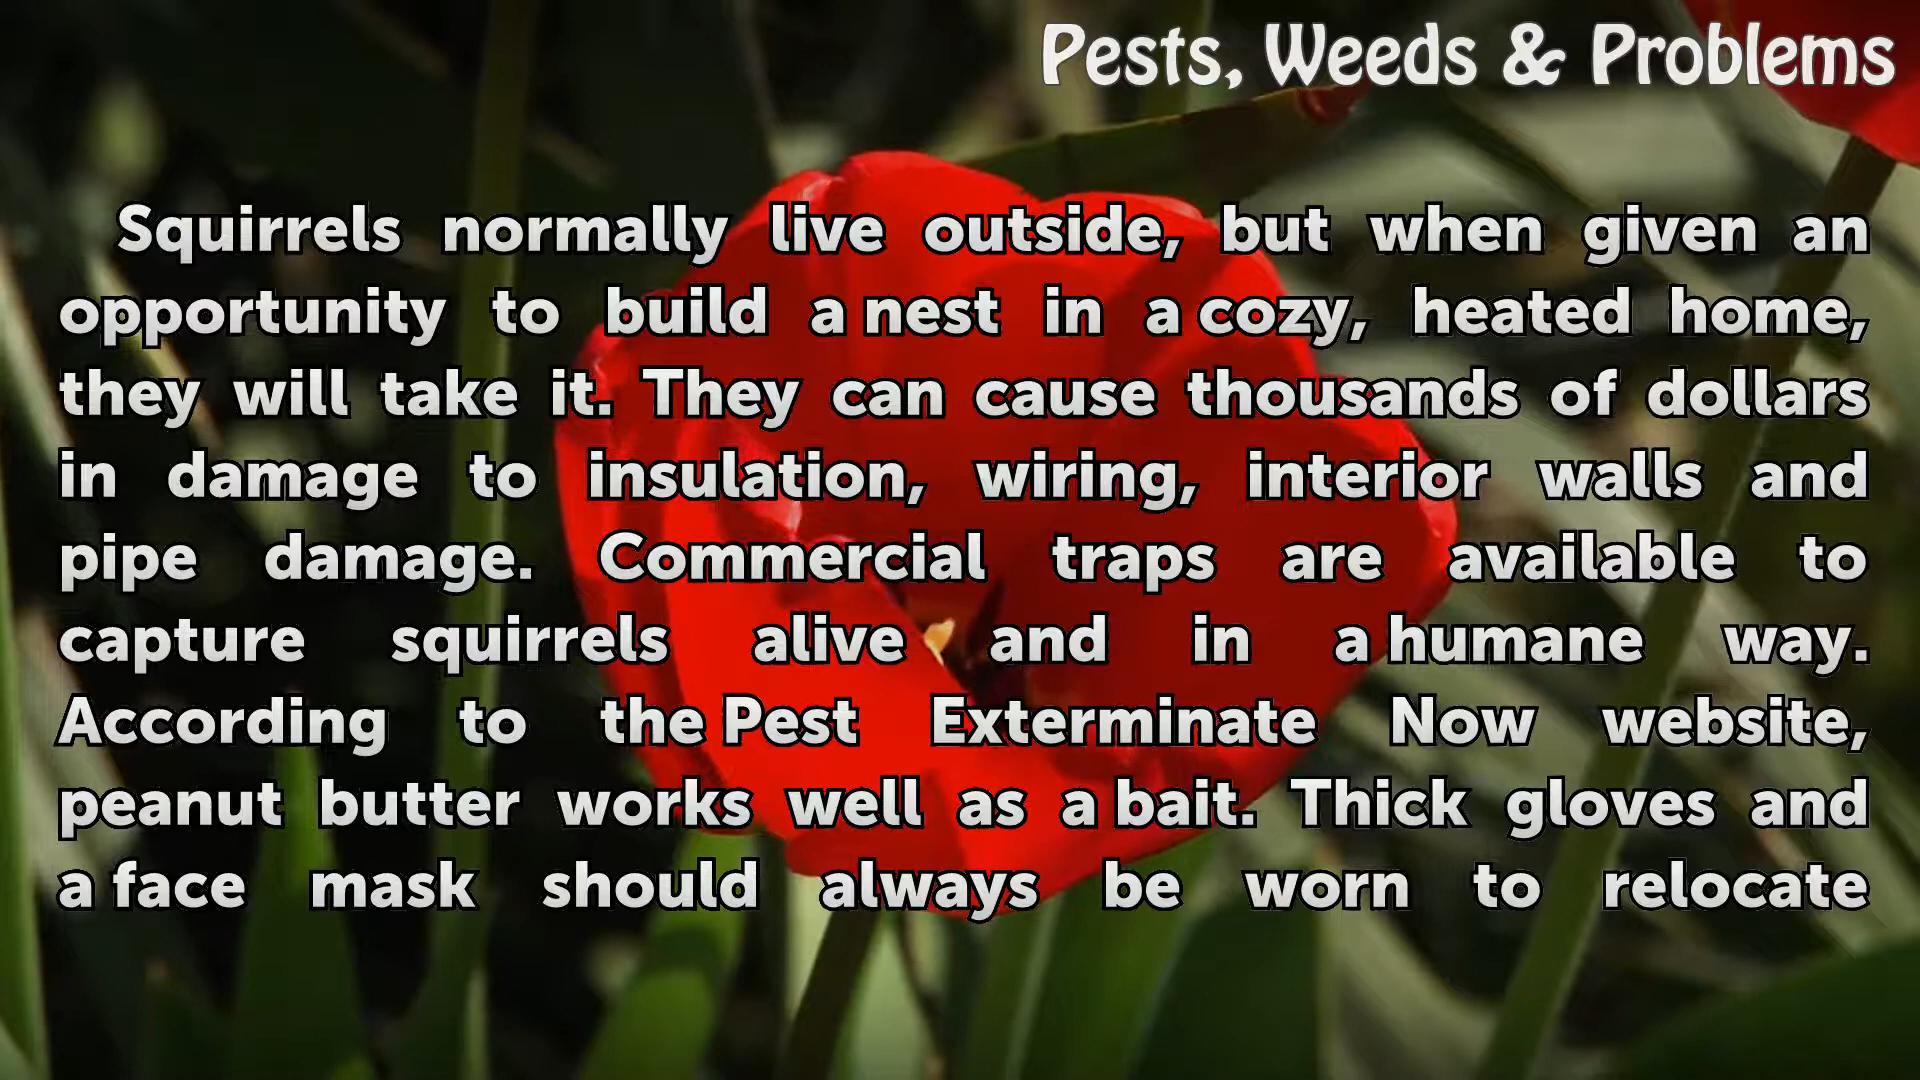 Pests, Weeds & Problems
Squirrels normally live outside, but when given an
opportunity to build a nest in a cozy, heated home,
they will take it. They can cause thousands of dollars
in damage to insulation, wiring, interior walls and
pipe damage. Commercial traps are available to
capture squirrels alive and in a humane way.
According to the Pest Exterminate Now website,
peanut butter works well as a bait. Thick gloves and
a face mask should always be worn to relocate